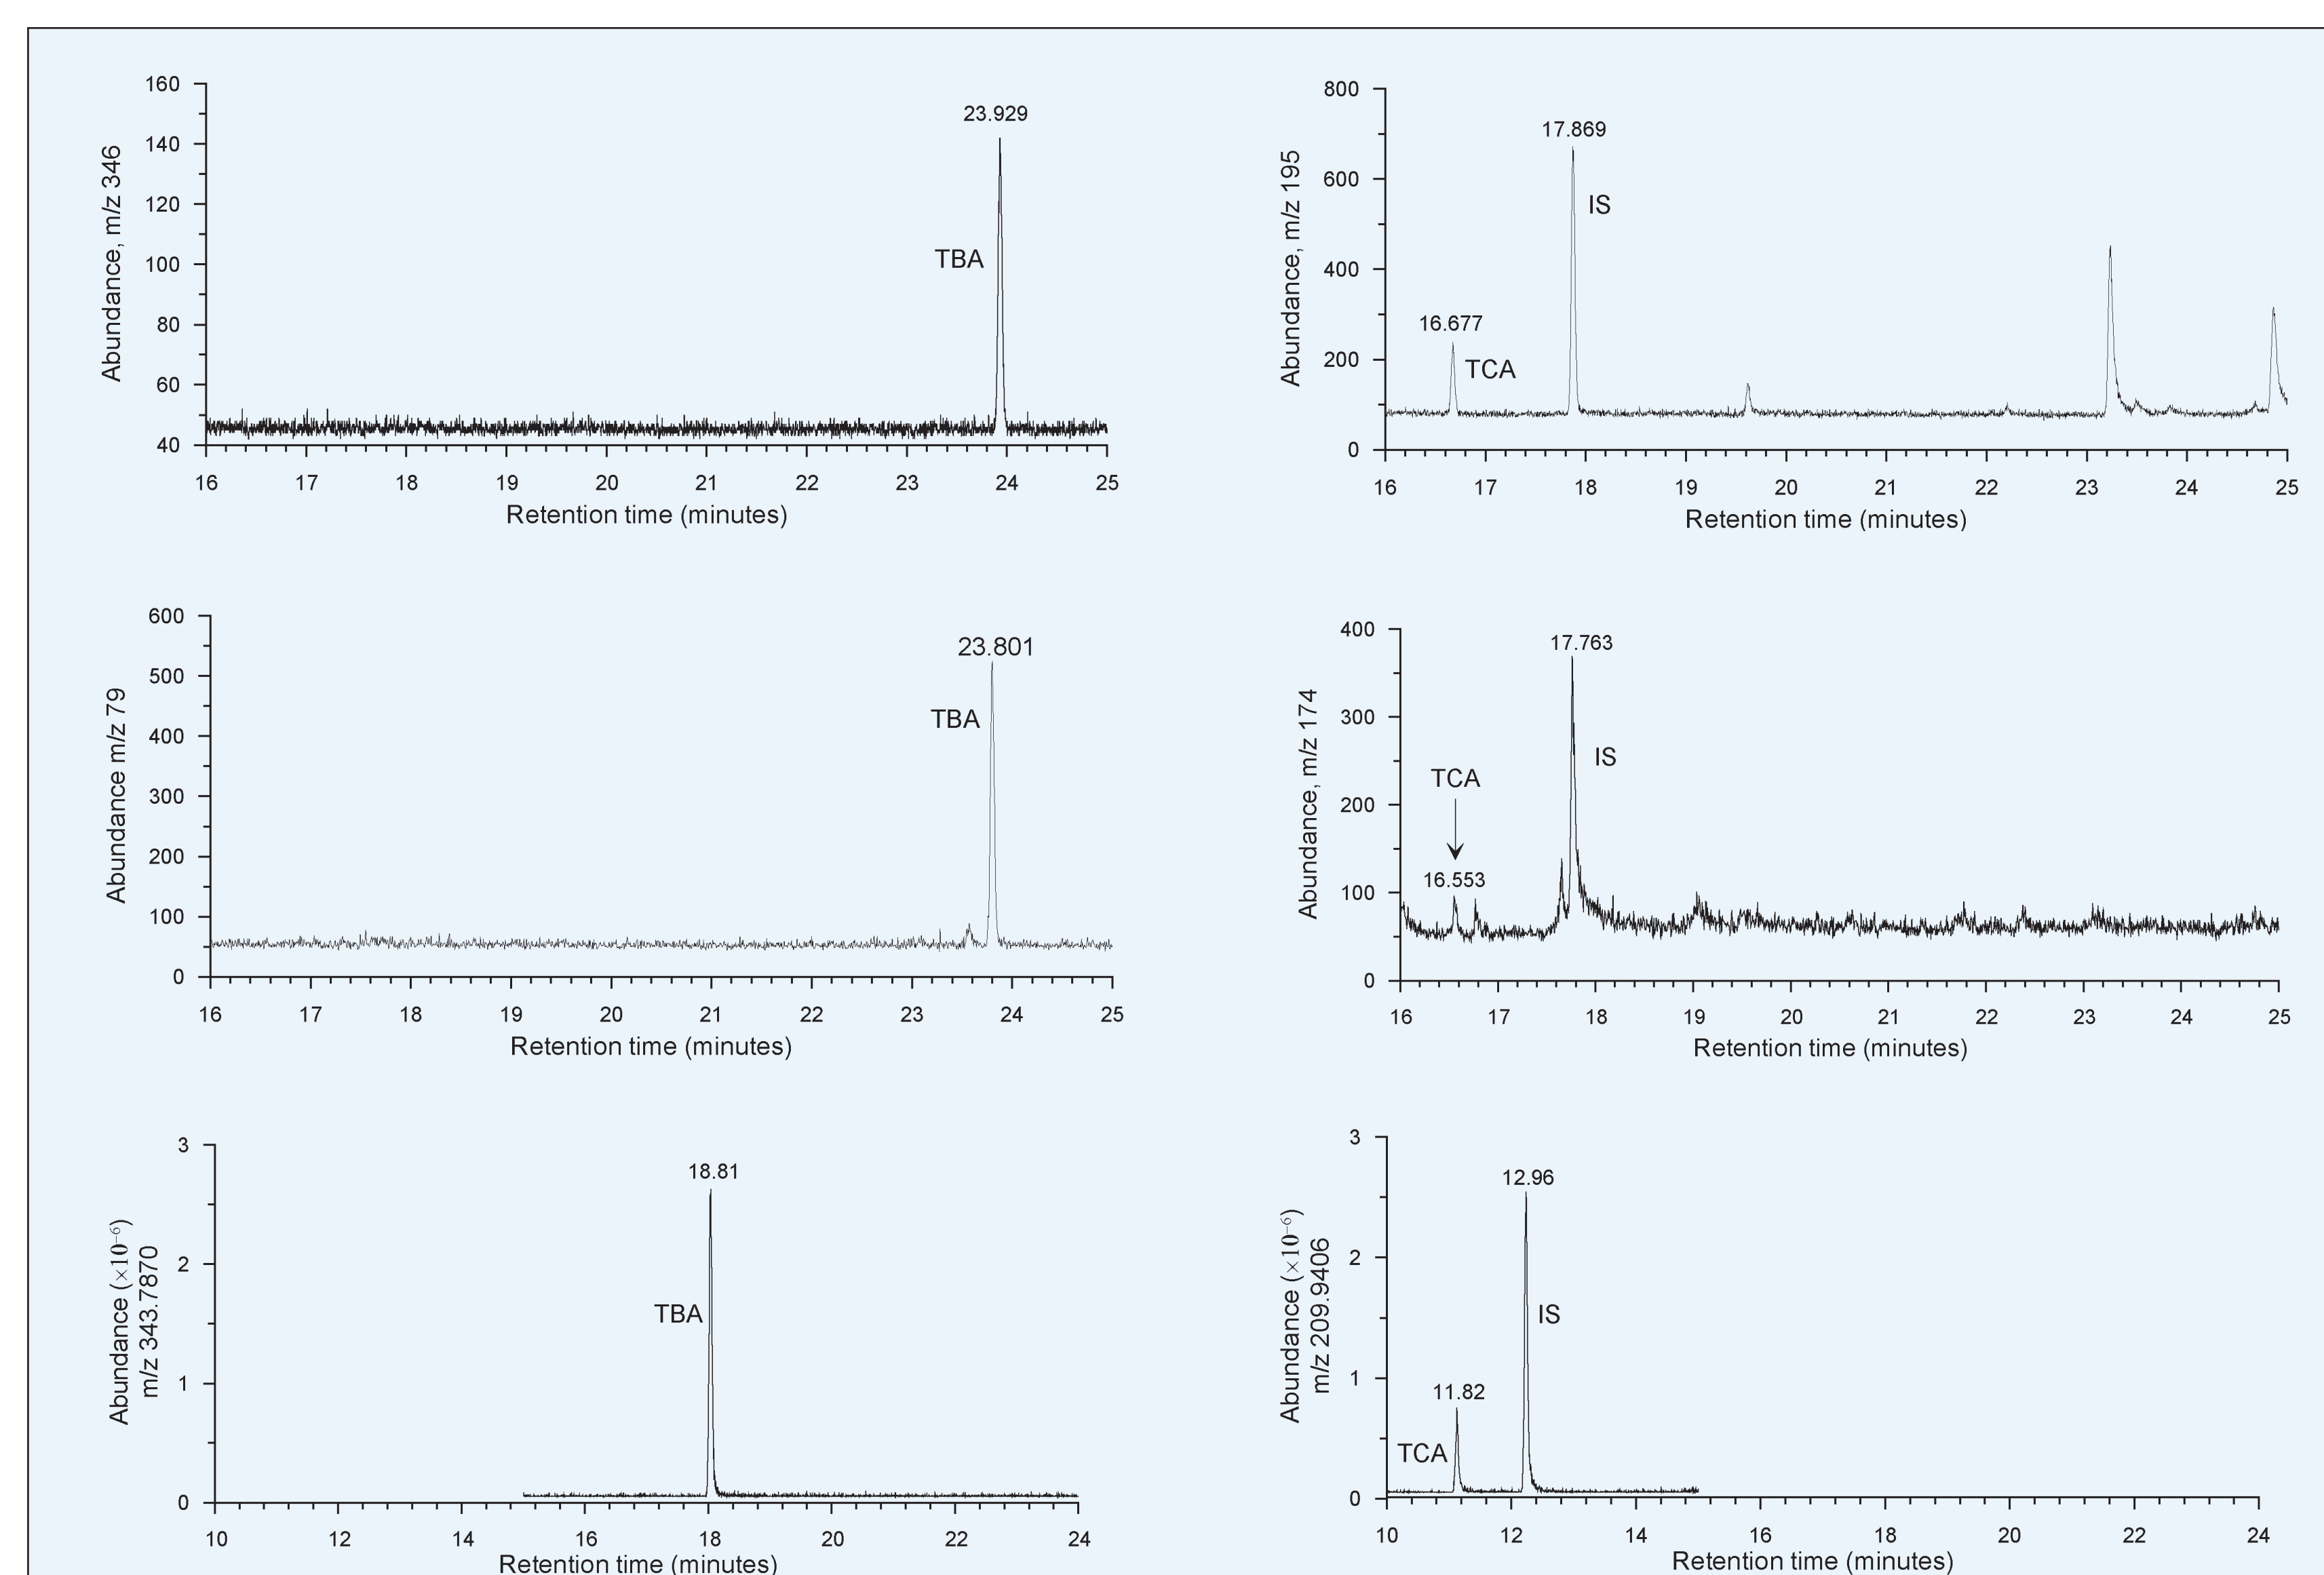 Abundance, m/z 346
160
140
120
100
80
60
40
23.929
TBA
16 17 18 19 20 21 22 23 24 25
Retention time (minutes)
Abundance, m/z 195
800
600
400
200
0
17.869
IS
16.677
TCA
16 17 18 19 20 21 22 23 24 25
Retention time (minutes)
Abundance m/z 79
600
500
400
300
200
100
0
23.801
TBA
16 17 18 19 20 21 22 23 24 25
Retention time (minutes)
Abundance, m/z 174
400
300
200
100
0
17.763
IS
TCA
16.553
16 17 18 19 20 21 22 23 24 25
Retention time (minutes)
Abundance (×10⁻⁶)
m/z 343.7870
3
2
1
0
18.81
TBA
10 12 14 16 18 20 22 24
Retention time (minutes)
Abundance (×10⁻⁶)
m/z 209.9406
3
2
1
0
12.96
IS
11.82
TCA
10 12 14 16 18 20 22 24
Retention time (minutes)